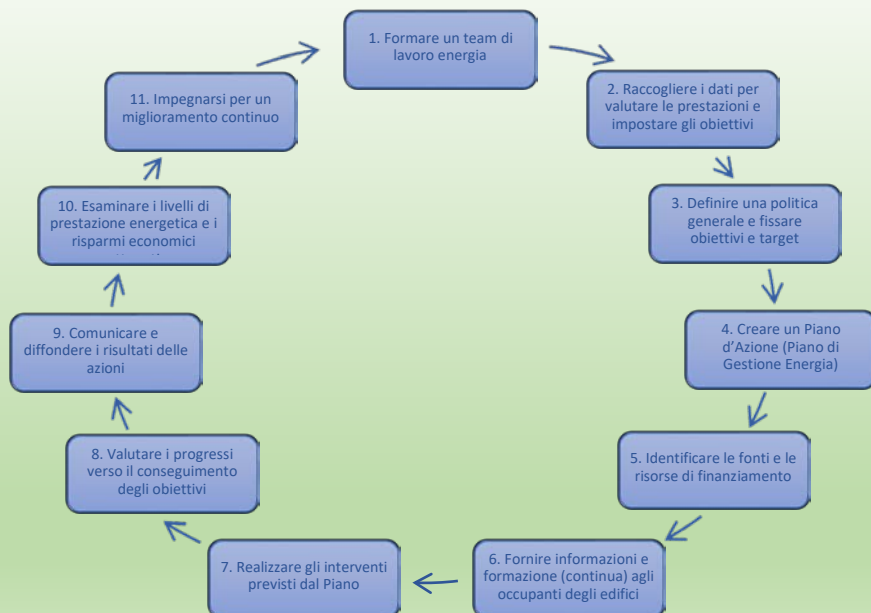 1. Formare un team di
lavoro energia
2. Raccogliere i dati per
valutare le prestazioni e
impostare gli obiettivi
3. Definire una politica
generale e fissare
obiettivi e target
4. Creare un Piano
d’Azione (Piano di
Gestione Energia)
5. Identificare le fonti e le
risorse di finanziamento
6. Fornire informazioni e
formazione (continua) agli
occupanti degli edifici
7. Realizzare gli interventi
previsti dal Piano
8. Valutare i progressi
verso il conseguimento
degli obiettivi
9. Comunicare e
diffondere i risultati delle
azioni
10. Esaminare i livelli di
prestazione energetica e i
risparmi economici
11. Impegnarsi per un
miglioramento continuo